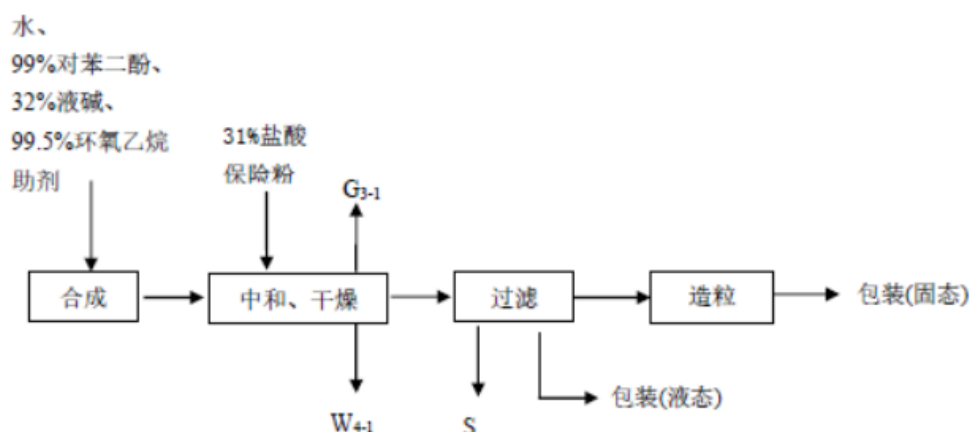 水、
99%对苯二酚、
32%液碱、
99.5%环氧乙烷
助剂
31%盐酸
保险粉
G3-1
合成
中和、干燥
过滤
造粒
包装(固态)
包装(液态)
W4-1
S